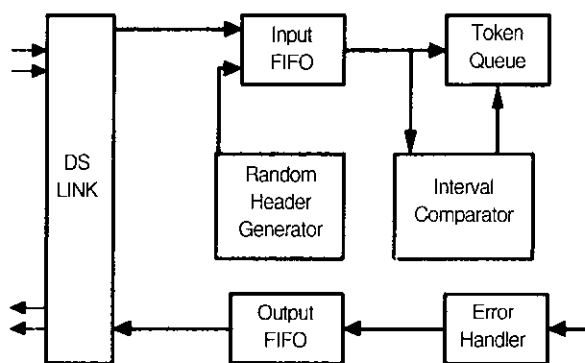 DS
LINK
Input
FIFO
Token
Queue
Random
Header
Generator
Interval
Comparator
Output
FIFO
Error
Handler